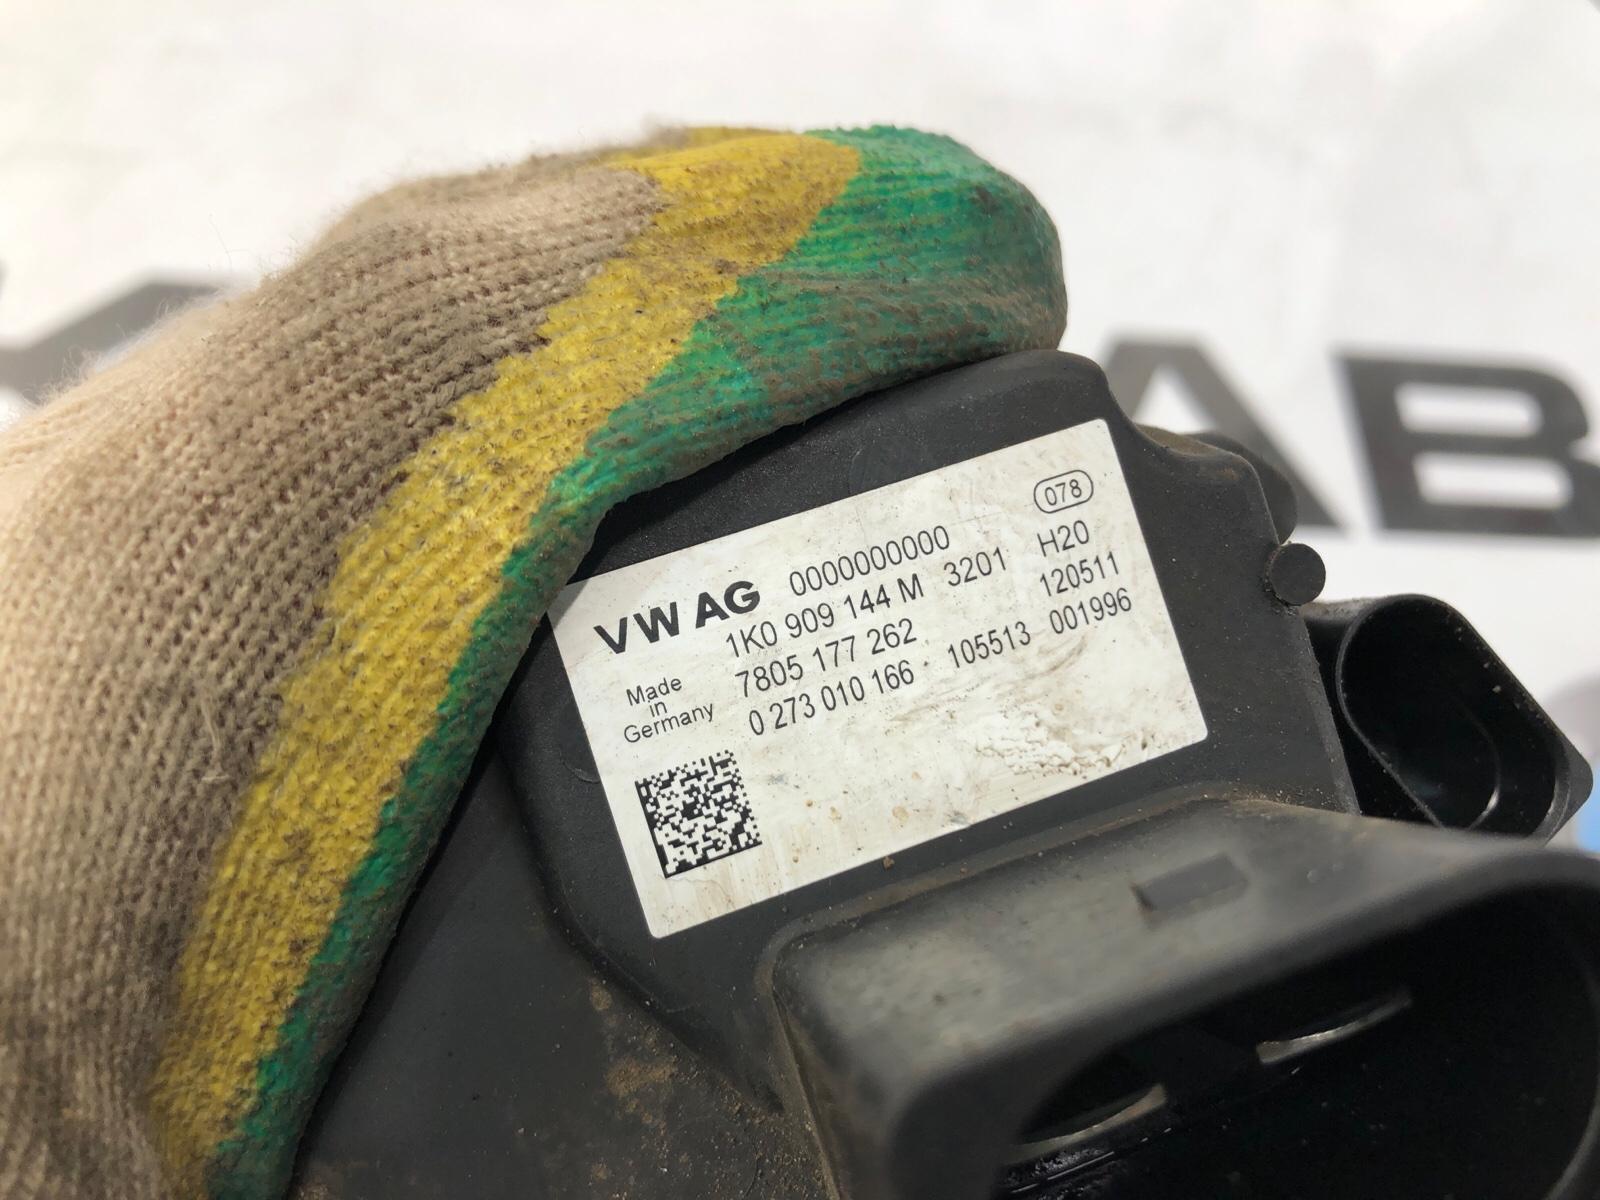 078
VW AG 0000000000
1K0 909 144 M 3201 H20
7805 177 262 120511
0 273 010 166 105513 001996
Made
in
Germany
AB